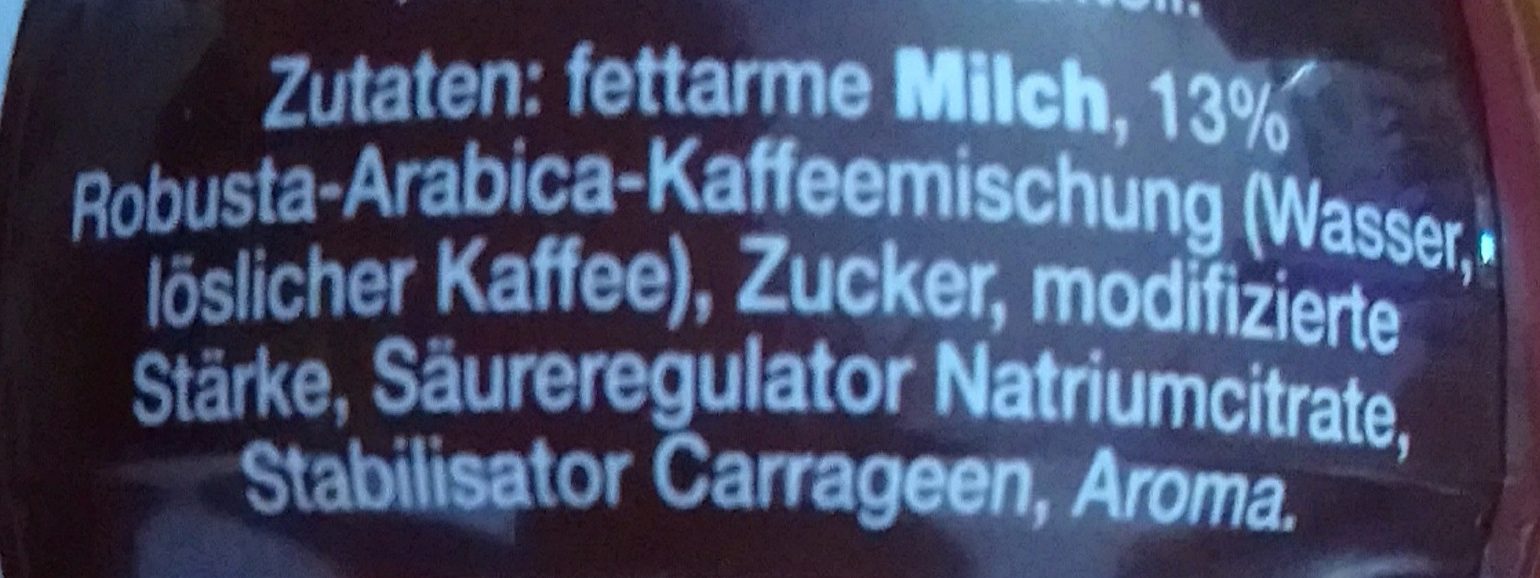 Zutaten: fettarme Milch, 13%
Robusta-Arabica-Kaffeemischung (Wasser,
löslicher Kaffee), Zucker, modifizierte
Stärke, Säureregulator Natriumcitrate,
Stabilisator Carrageen, Aroma.